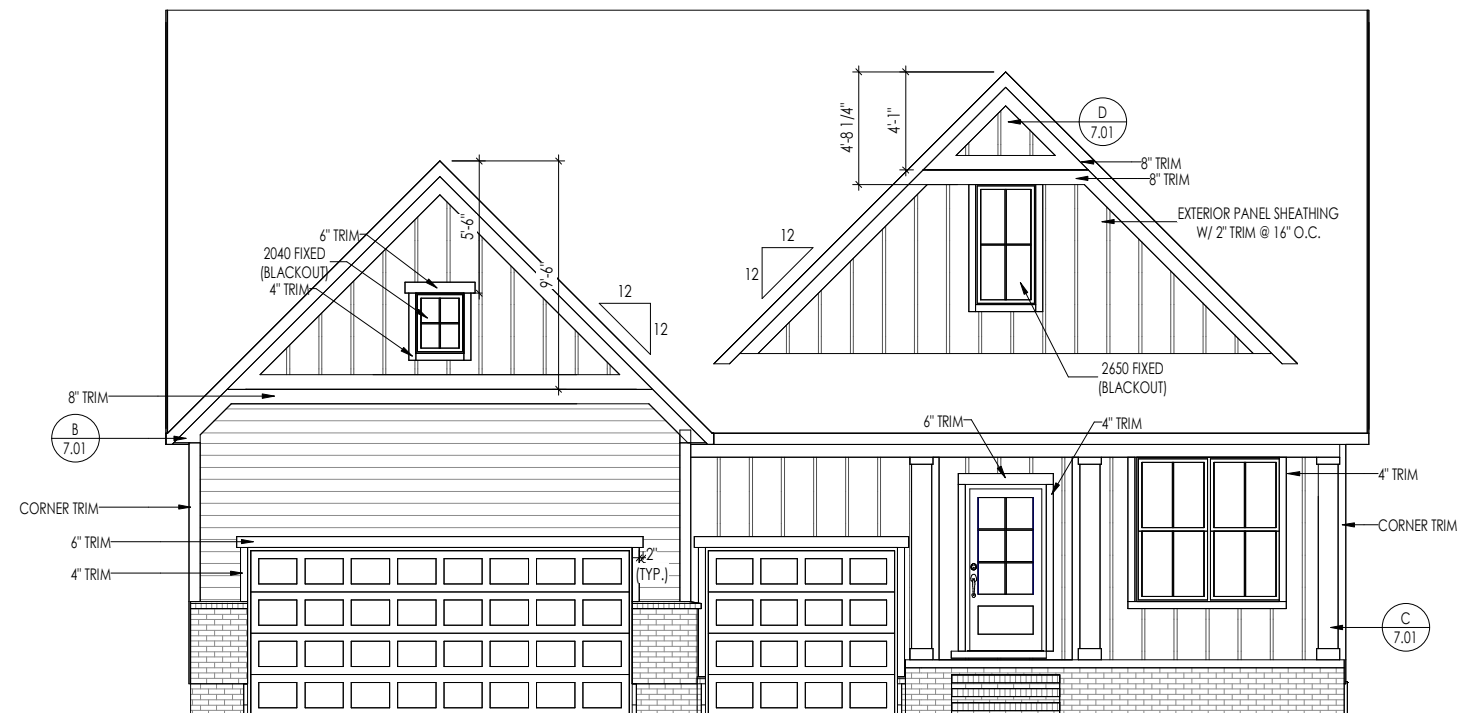 4'-8 1/4"
4'-1"
D
7.01
8" TRIM
8" TRIM
EXTERIOR PANEL SHEATHING
W/ 2" TRIM @ 16" O.C.
12
12
2650 FIXED
(BLACKOUT)
5'-6"
9'-6"
6" TRIM
2040 FIXED
(BLACKOUT)
4" TRIM
12
12
8" TRIM
B
7.01
CORNER TRIM
6" TRIM
4" TRIM
2"
(TYP.)
6" TRIM
4" TRIM
4" TRIM
CORNER TRIM
C
7.01